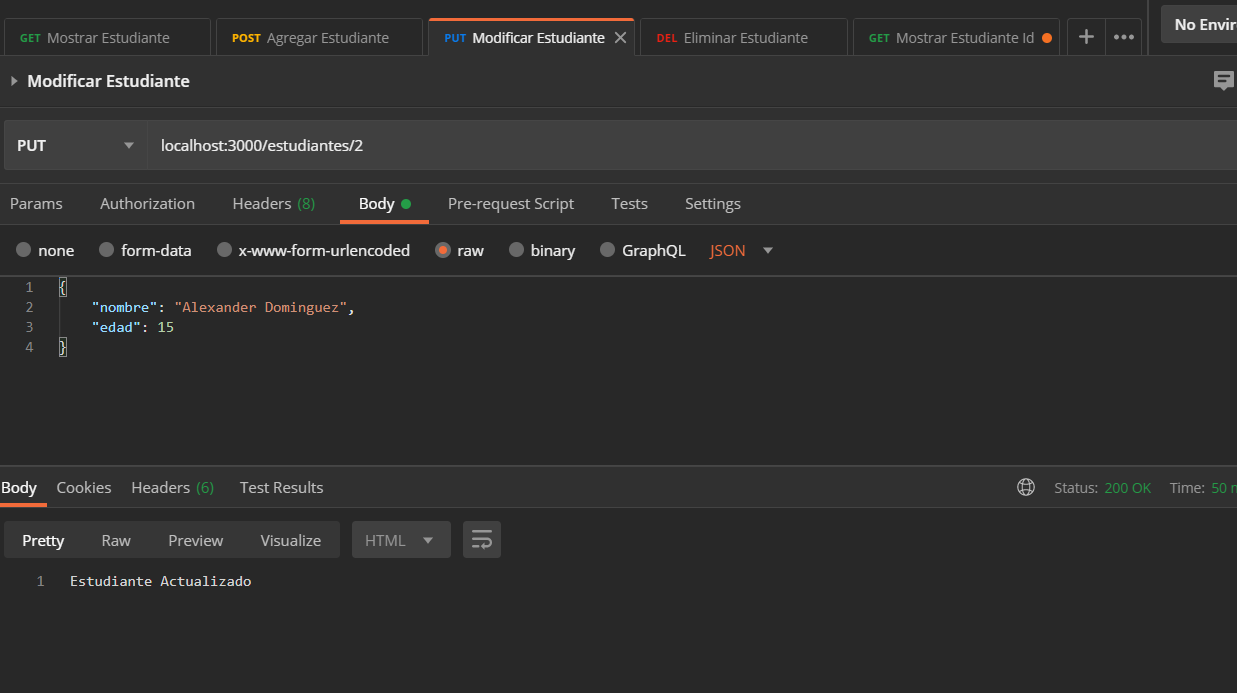 GET Mostrar Estudiante POST Agregar Estudiante PUT Modificar Estudiante DEL Eliminar Estudiante GET Mostrar Estudiante Id No Envir
Modificar Estudiante
PUT localhost:3000/estudiantes/2
Params Authorization Headers (8) Body Pre-request Script Tests Settings
none form-data x-www-form-urlencoded raw binary GraphQL JSON
1 {
2 "nombre": "Alexander Dominguez",
3 "edad": 15
4 }
Body Cookies Headers (6) Test Results Status: 200 OK Time: 50 m
Pretty Raw Preview Visualize HTML
1 Estudiante Actualizado